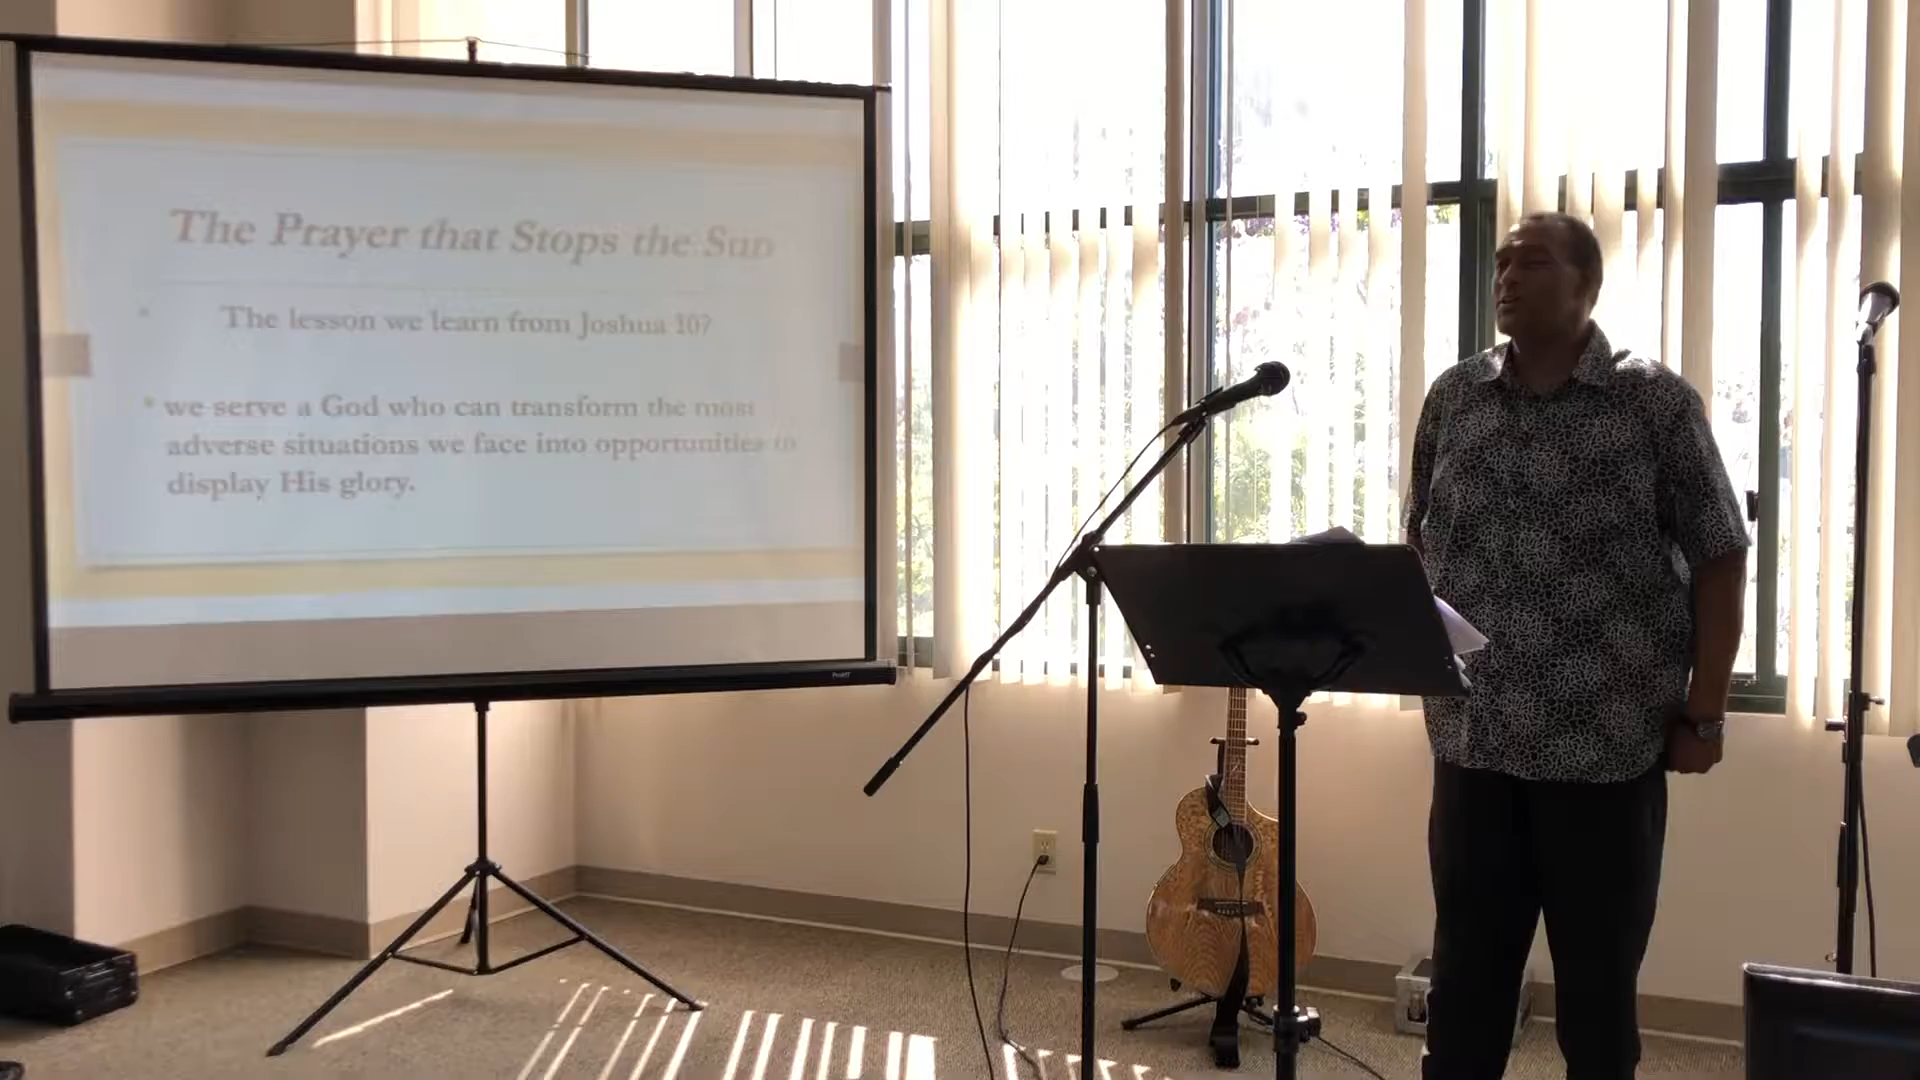 The Prayer that Stops the Sun
The lesson we learn from Joshua 10?
we serve a God who can transform the most
adverse situations we face into opportunities to
display His glory.